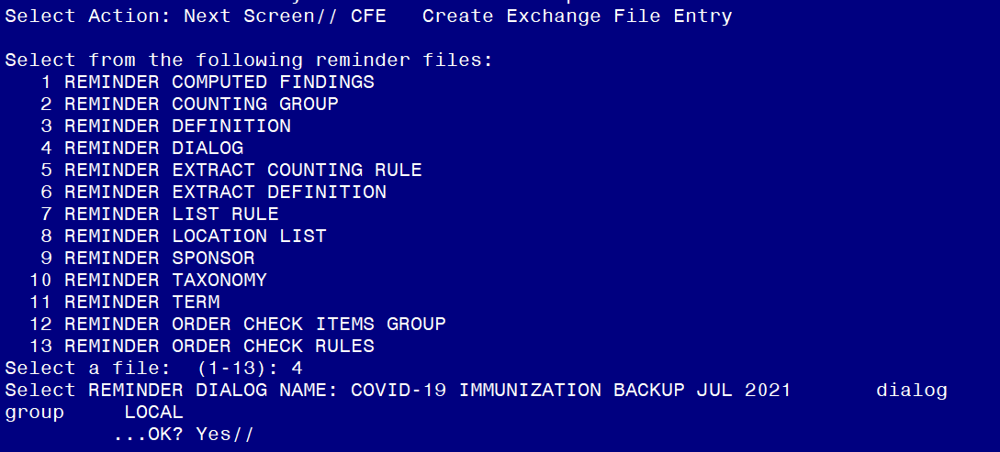 Select Action: Next Screen// CFE   Create Exchange File Entry
Select from the following reminder files:
1 REMINDER COMPUTED FINDINGS
2 REMINDER COUNTING GROUP
3 REMINDER DEFINITION
4 REMINDER DIALOG
5 REMINDER EXTRACT COUNTING RULE
6 REMINDER EXTRACT DEFINITION
7 REMINDER LIST RULE
8 REMINDER LOCATION LIST
9 REMINDER SPONSOR
10 REMINDER TAXONOMY
11 REMINDER TERM
12 REMINDER ORDER CHECK ITEMS GROUP
13 REMINDER ORDER CHECK RULES
Select a file:  (1-13): 4
Select REMINDER DIALOG NAME: COVID-19 IMMUNIZATION BACKUP JUL 2021       dialog
group     LOCAL
...OK? Yes//